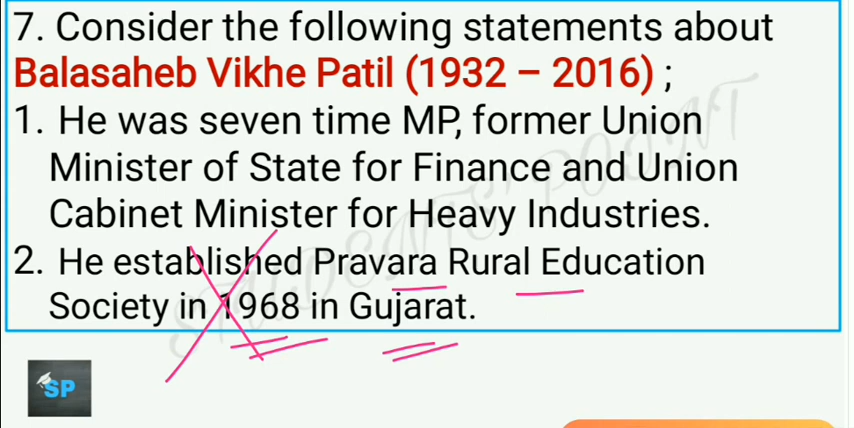 7. Consider the following statements about
Balasaheb Vikhe Patil (1932 – 2016) ;
1. He was seven time MP, former Union
Minister of State for Finance and Union
Cabinet Minister for Heavy Industries.
2. He established Pravara Rural Education
Society in 1968 in Gujarat.
STUDENTS' POINT
SP